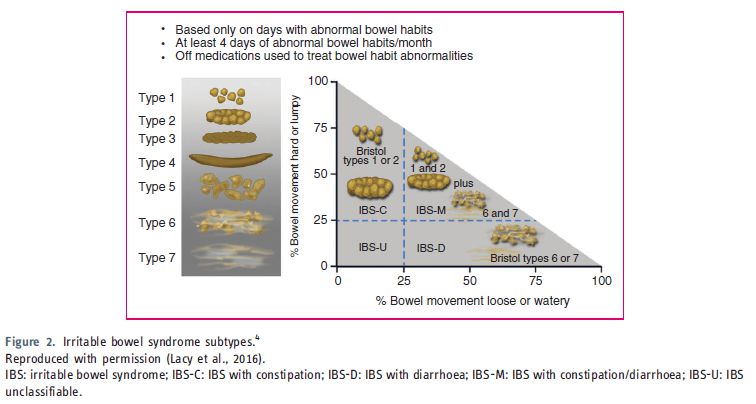 • Based only on days with abnormal bowel habits
• At least 4 days of abnormal bowel habits/month
• Off medications used to treat bowel habit abnormalities
Type 1
Type 2
Type 3
Type 4
Type 5
Type 6
Type 7
% Bowel movement hard or lumpy
100
75
50
25
0
Bristol
types 1 or 2
IBS-C
1 and 2
plus
6 and 7
IBS-M
IBS-U
IBS-D
Bristol types 6 or 7
0
25
50
75
100
% Bowel movement loose or watery
Figure 2. Irritable bowel syndrome subtypes.⁴
Reproduced with permission (Lacy et al., 2016).
IBS: irritable bowel syndrome; IBS-C: IBS with constipation; IBS-D: IBS with diarrhoea; IBS-M: IBS with constipation/diarrhoea; IBS-U: IBS
unclassifiable.